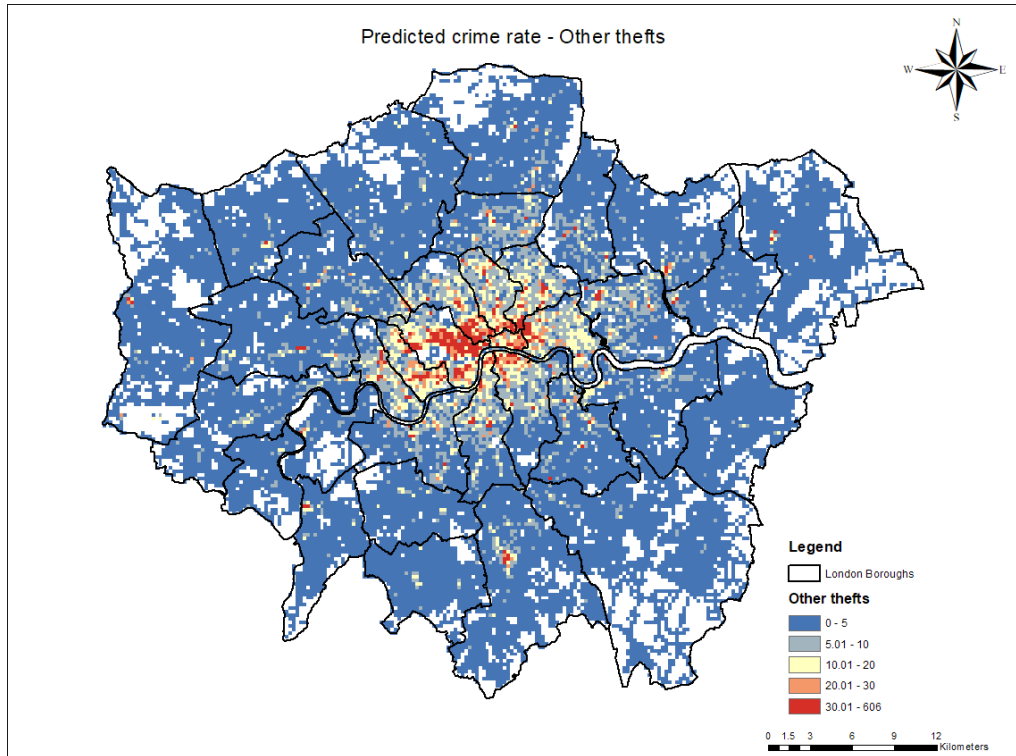 Predicted crime rate - Other thefts
N
W
E
S
Legend
London Boroughs
Other thefts
0 - 5
5.01 - 10
10.01 - 20
20.01 - 30
30.01 - 606
0 1.5 3 6 9 12
Kilometers